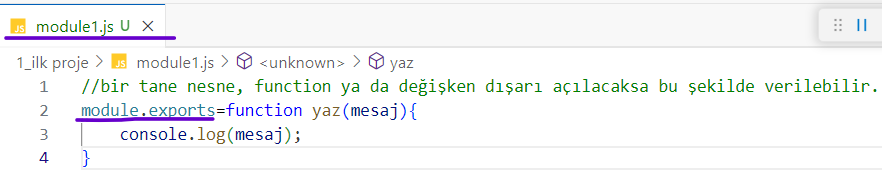 JS module1.js U
1_ilk proje > JS module1.js > <unknown> > yaz
1 //bir tane nesne, function ya da değişken dışarı açılacaksa bu şekilde verilebilir.
2 module.exports=function yaz(mesaj){
3 console.log(mesaj);
4 }